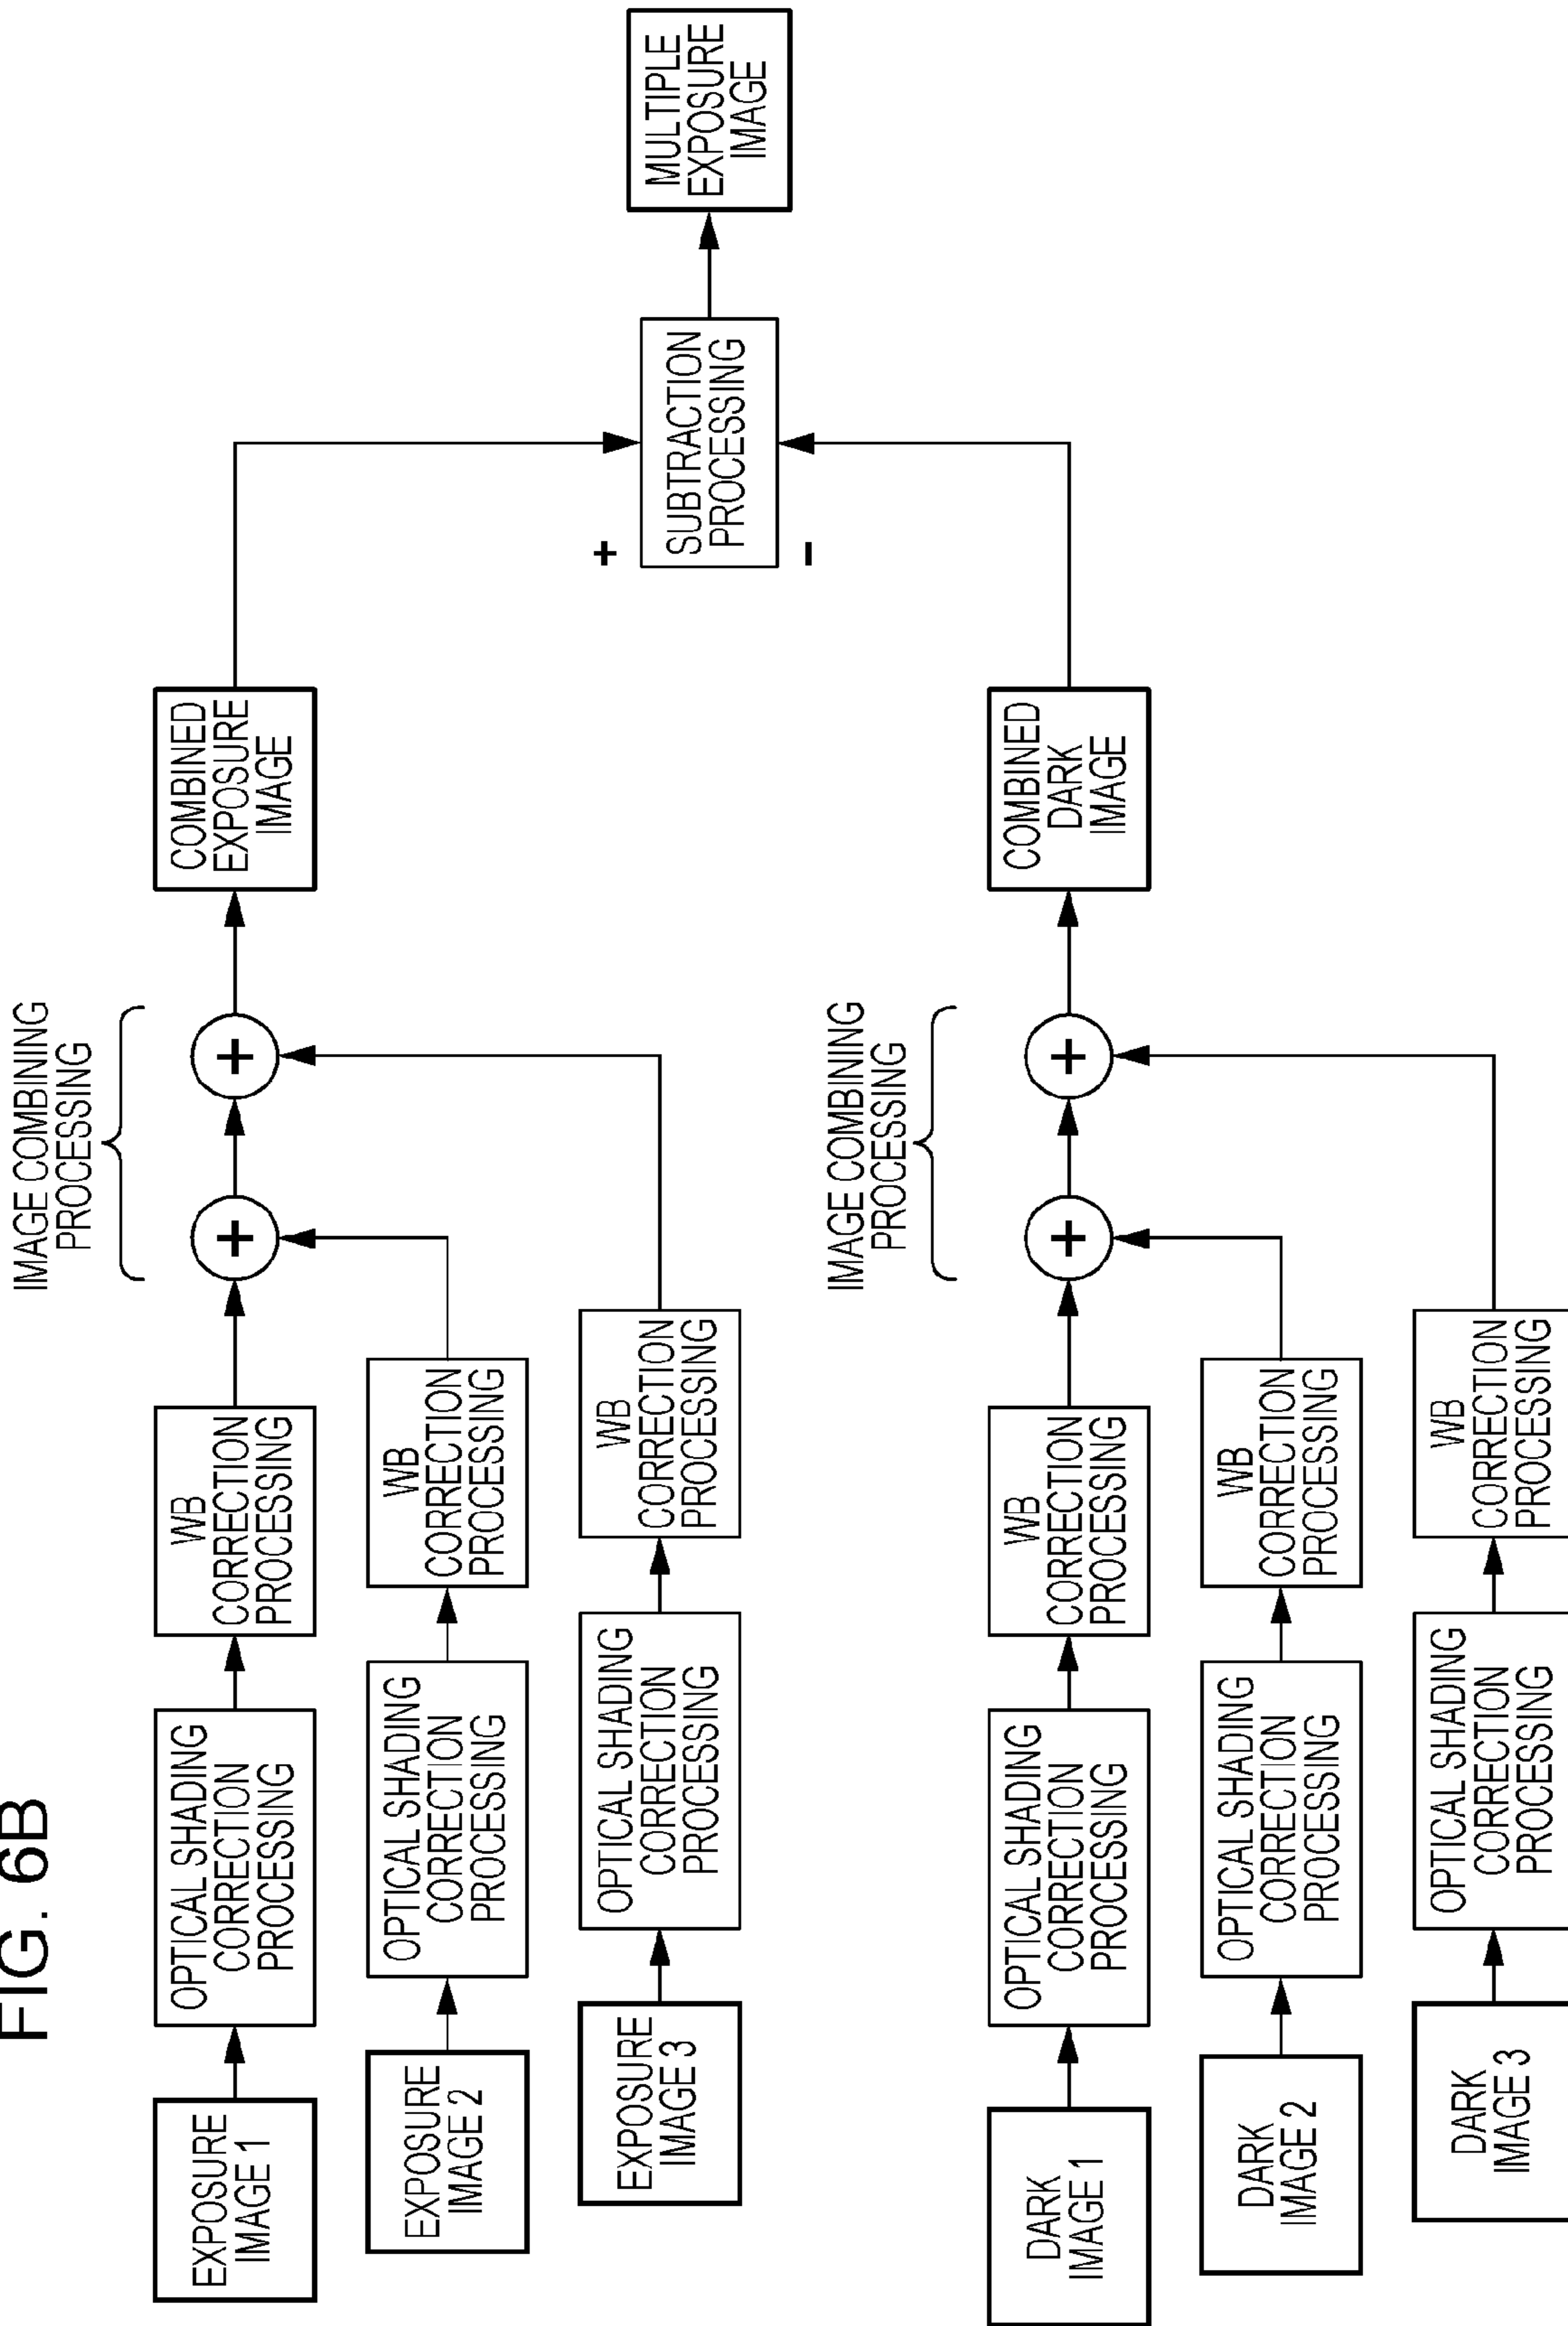 FIG. 6B
EXPOSURE
IMAGE 1
OPTICAL SHADING
CORRECTION
PROCESSING
WB
CORRECTION
PROCESSING
IMAGE COMBINING
PROCESSING
+
+
COMBINED
EXPOSURE
IMAGE
EXPOSURE
IMAGE 2
OPTICAL SHADING
CORRECTION
PROCESSING
WB
CORRECTION
PROCESSING
EXPOSURE
IMAGE 3
OPTICAL SHADING
CORRECTION
PROCESSING
WB
CORRECTION
PROCESSING
+
SUBTRACTION
PROCESSING
-
MULTIPLE
EXPOSURE
IMAGE
DARK
IMAGE 1
OPTICAL SHADING
CORRECTION
PROCESSING
WB
CORRECTION
PROCESSING
IMAGE COMBINING
PROCESSING
+
+
COMBINED
DARK
IMAGE
DARK
IMAGE 2
OPTICAL SHADING
CORRECTION
PROCESSING
WB
CORRECTION
PROCESSING
DARK
IMAGE 3
OPTICAL SHADING
CORRECTION
PROCESSING
WB
CORRECTION
PROCESSING